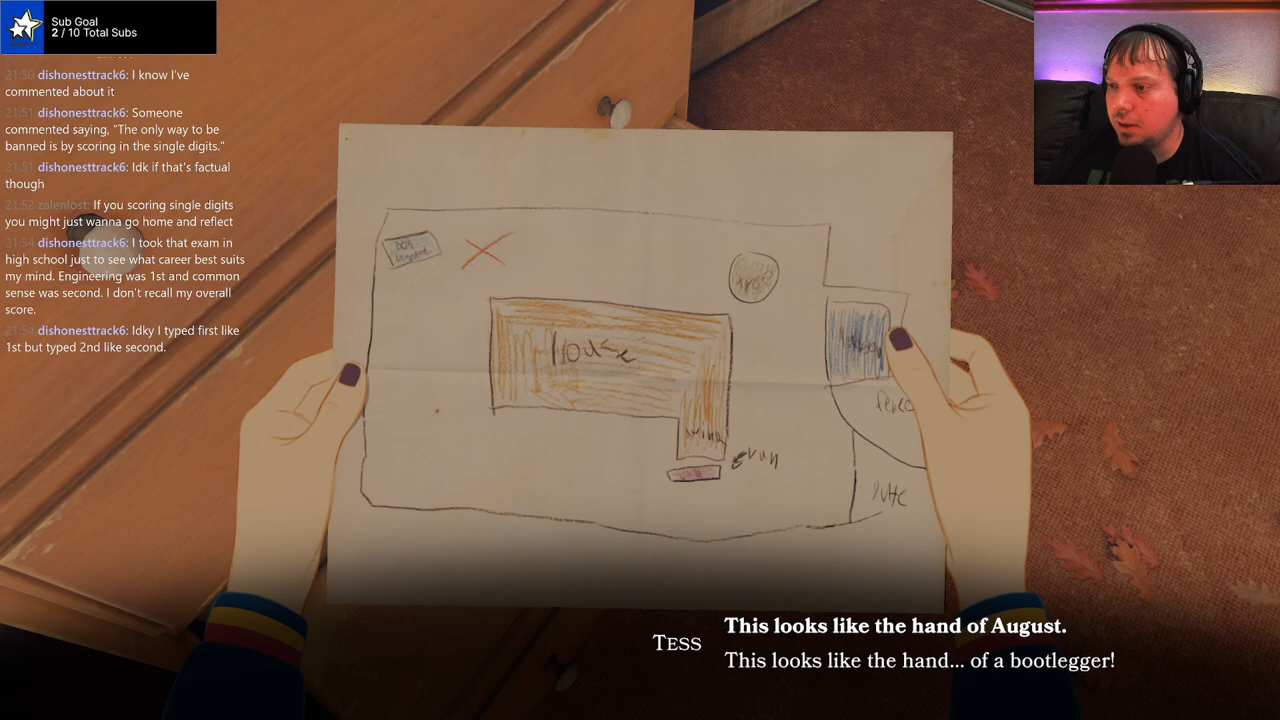 Sub Goal
2 / 10 Total Subs
21:50 dishonesttrack6: I know I've
commented about it
21:51 dishonesttrack6: Someone
commented saying, "The only way to be
banned is by scoring in the single digits."
21:51 dishonesttrack6: Idk if that's factual
though
21:52 zalenlost: If you scoring single digits
you might just wanna go home and reflect
21:54 dishonesttrack6: I took that exam in
high school just to see what career best suits
my mind. Engineering was 1st and common
sense was second. I don't recall my overall
score.
21:54 dishonesttrack6: Idky I typed first like
1st but typed 2nd like second.
House
TESS
This looks like the hand of August.
This looks like the hand... of a bootlegger!